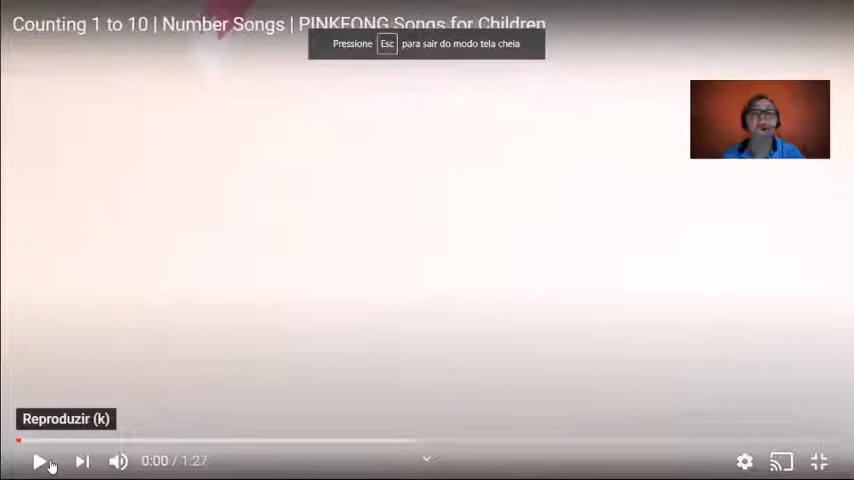 Counting 1 to 10 | Number Songs | PINKFONG Songs for Children
Pressione Esc para sair do modo tela cheia
Reproduzir (k)
0:00 / 1:27